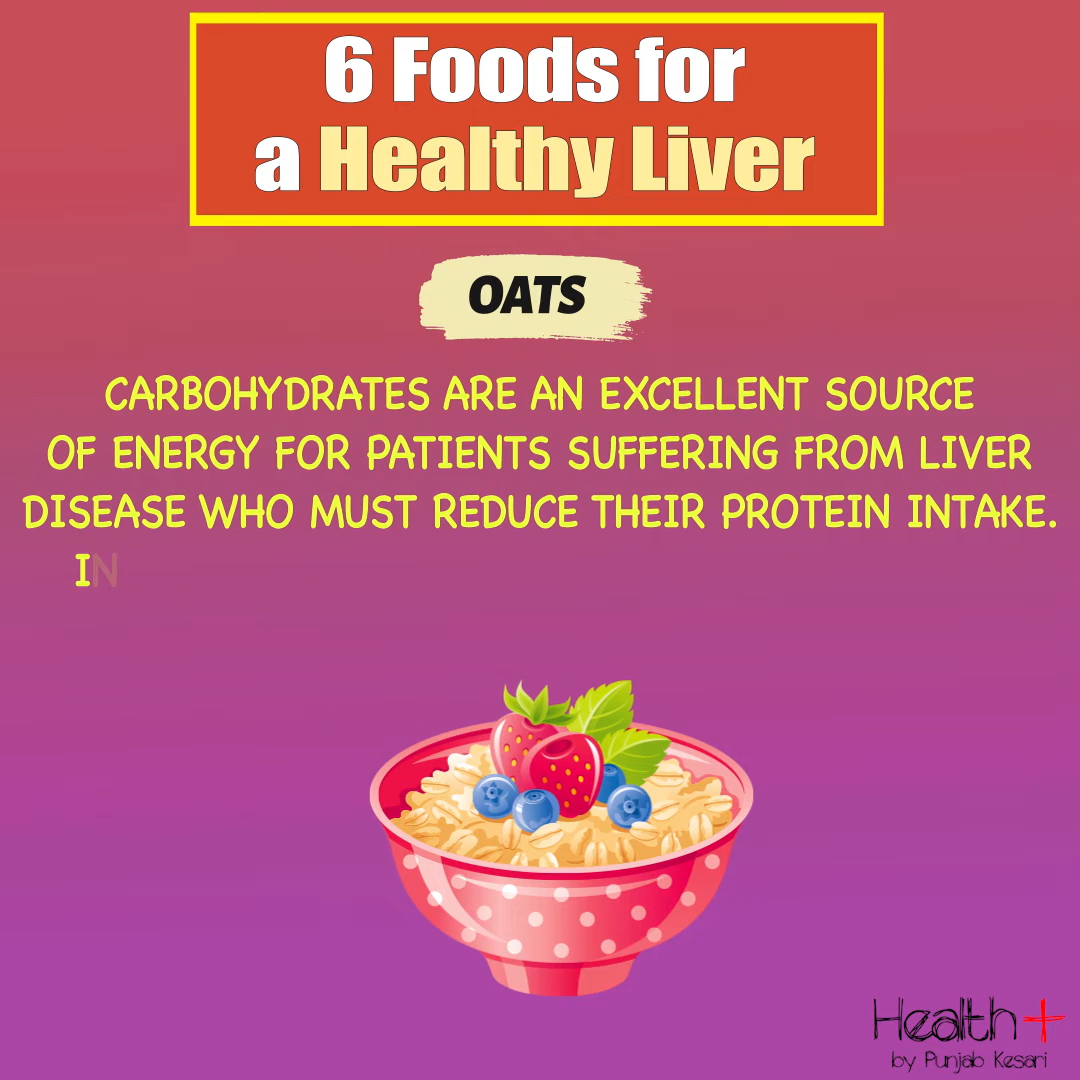 6 Foods for
a Healthy Liver
OATS
CARBOHYDRATES ARE AN EXCELLENT SOURCE
OF ENERGY FOR PATIENTS SUFFERING FROM LIVER
DISEASE WHO MUST REDUCE THEIR PROTEIN INTAKE.
IN
Health+
by Punjab Kesari